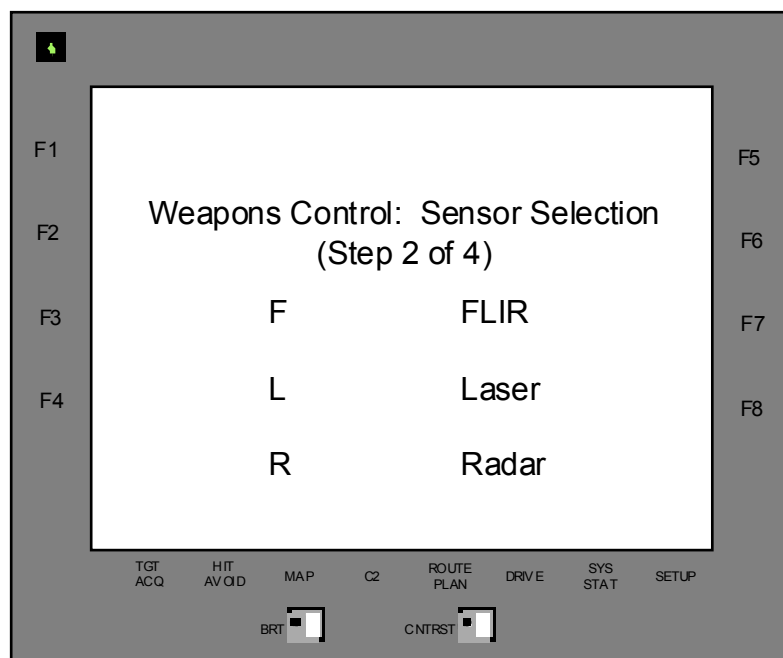 F1
F2
F3
F4
Weapons Control: Sensor Selection
(Step 2 of 4)
F FLIR
L Laser
R Radar
F5
F6
F7
F8
TGT ACQ
HIT AVOID
MAP
C2
ROUTE PLAN
DRIVE
SYS STAT
SETUP
BRT
CNTRST